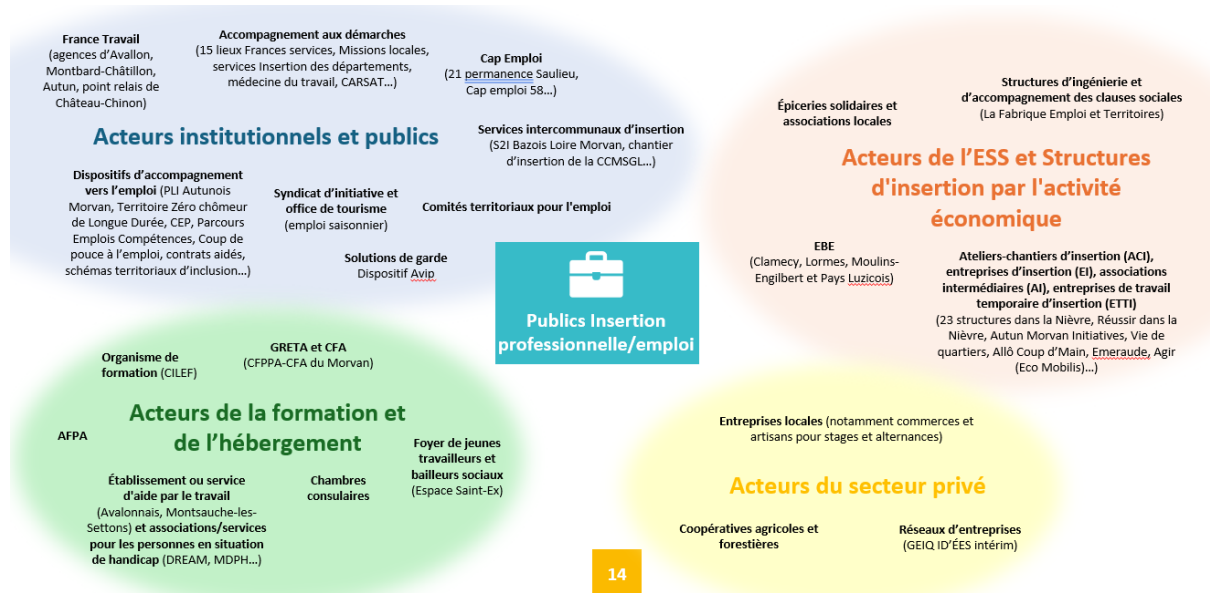 France Travail
(agences d’Avallon,
Montbard-Châtillon,
Autun, point relais de
Château-Chinon)
Accompagnement aux démarches
(15 lieux Frances services, Missions locales,
services Insertion des départements,
médecine du travail, CARSAT…)
Cap Emploi
(21 permanence Saulieu,
Cap emploi 58…)
Acteurs institutionnels et publics
Services intercommunaux d’insertion
(S2I Bazois Loire Morvan, chantier
d’insertion de la CCMSGL…)
Dispositifs d’accompagnement
vers l’emploi (PLI Autunois
Morvan, Territoire Zéro chômeur
de Longue Durée, CEP, Parcours
Emplois Compétences, Coup de
pouce à l’emploi, contrats aidés,
schémas territoriaux d’inclusion…)
Syndicat d’initiative et
office de tourisme
(emploi saisonnier)
Comités territoriaux pour l'emploi
Solutions de garde
Dispositif Avip
Épiceries solidaires et
associations locales
Structures d’ingénierie et
d’accompagnement des clauses sociales
(La Fabrique Emploi et Territoires)
Acteurs de l’ESS et Structures
d'insertion par l'activité
économique
EBE
(Clamecy, Lormes, Moulins-
Engilbert et Pays Luzicois)
Ateliers-chantiers d’insertion (ACI),
entreprises d’insertion (EI), associations
intermédiaires (AI), entreprises de travail
temporaire d’insertion (ETTI)
(23 structures dans la Nièvre, Réussir dans la
Nièvre, Autun Morvan Initiatives, Vie de
quartiers, Allô Coup d’Main, Emeraude, Agir
(Eco Mobilis)…)
Publics Insertion
professionnelle/emploi
Organisme de
formation (CILEF)
GRETA et CFA
(CFPPA-CFA du Morvan)
Acteurs de la formation et
de l’hébergement
AFPA
Foyer de jeunes
travailleurs et
bailleurs sociaux
(Espace Saint-Ex)
Établissement ou service
d'aide par le travail
(Avalonnais, Montsauche-les-
Settons) et associations/services
pour les personnes en situation
de handicap (DREAM, MDPH…)
Chambres
consulaires
Entreprises locales (notamment commerces et
artisans pour stages et alternances)
Acteurs du secteur privé
Coopératives agricoles et
forestières
Réseaux d’entreprises
(GEIQ ID’ÉES intérim)
14